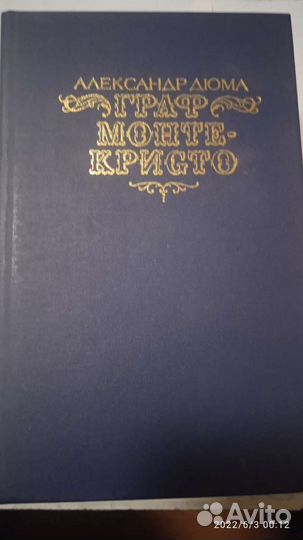 АЛЕКСАНДР ДЮМА
ГРАФ
МОНТЕ-
КРИСТО
Avito
2022/6/3 00:12